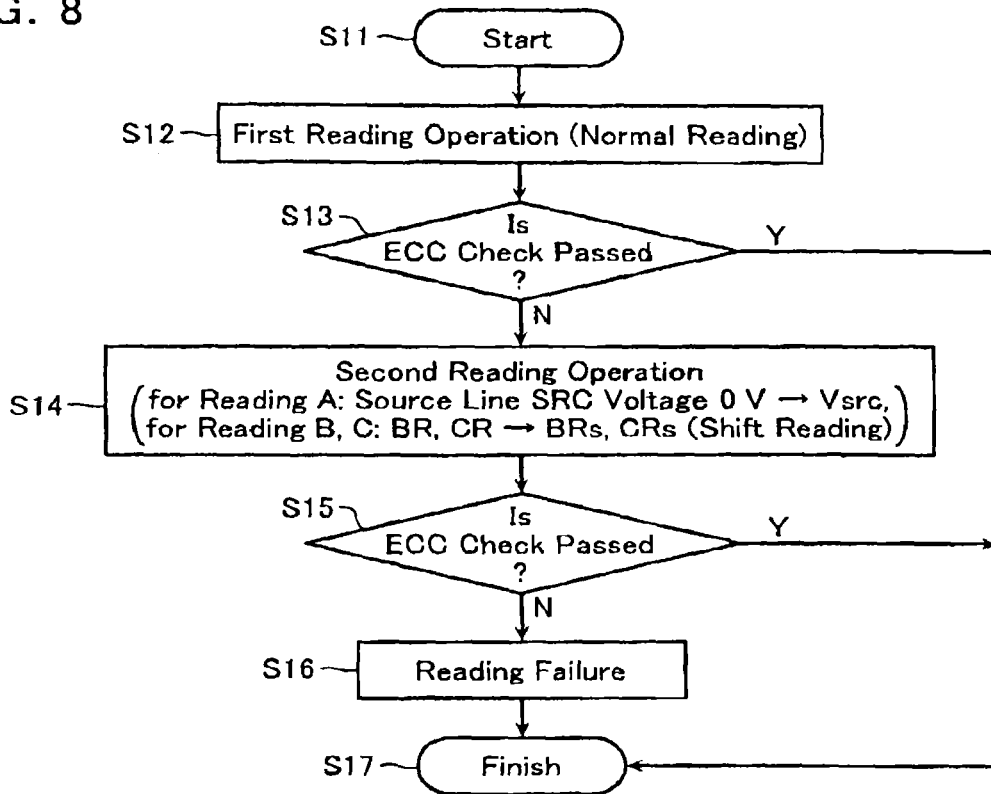 G. 8
S11 Start
S12 First Reading Operation (Normal Reading)
S13 Is
ECC Check Passed
?
Y
N
Second Reading Operation
S14 (for Reading A: Source Line SRC Voltage 0 V → Vsrc,
for Reading B, C: BR, CR → BRs, CRs (Shift Reading))
S15 Is
ECC Check Passed
?
Y
N
S16 Reading Failure
S17 Finish